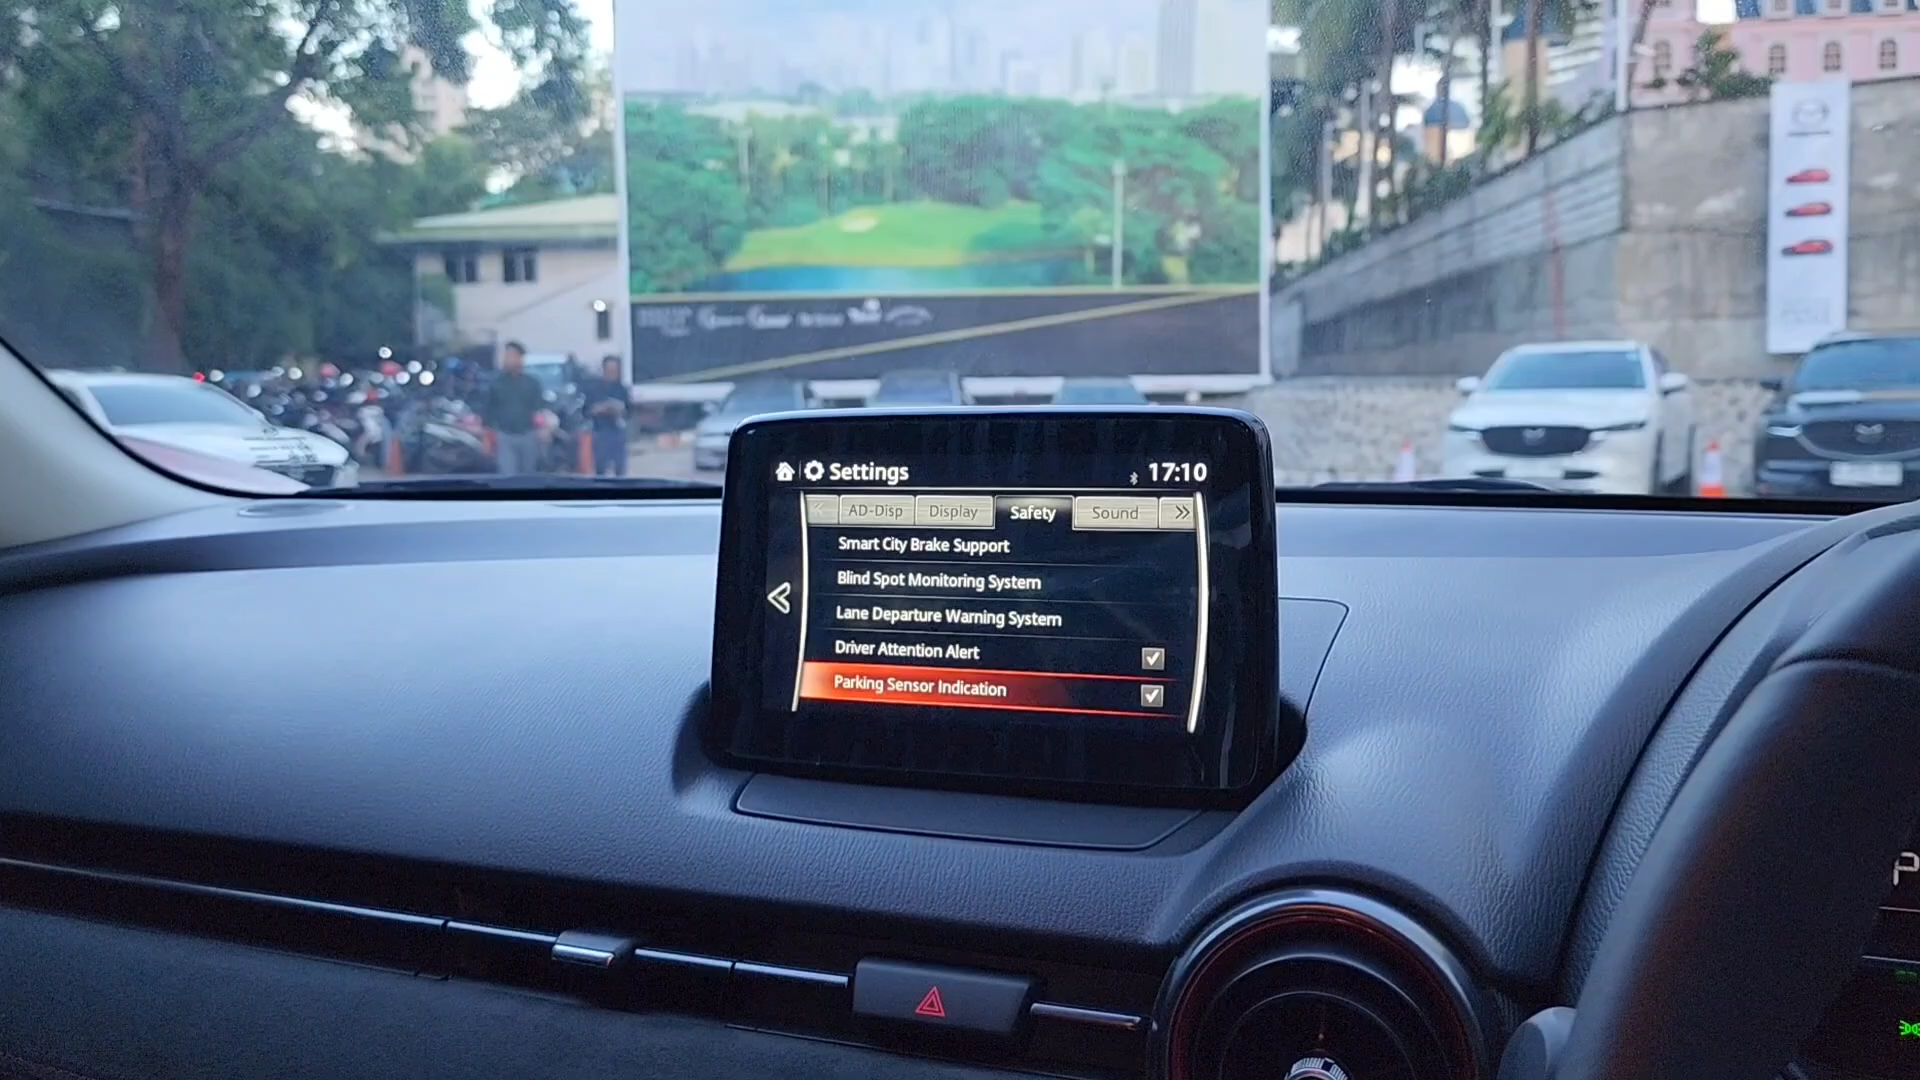 Settings
17:10
AD-Disp
Display
Safety
Sound
Smart City Brake Support
Blind Spot Monitoring System
Lane Departure Warning System
Driver Attention Alert
Parking Sensor Indication
P